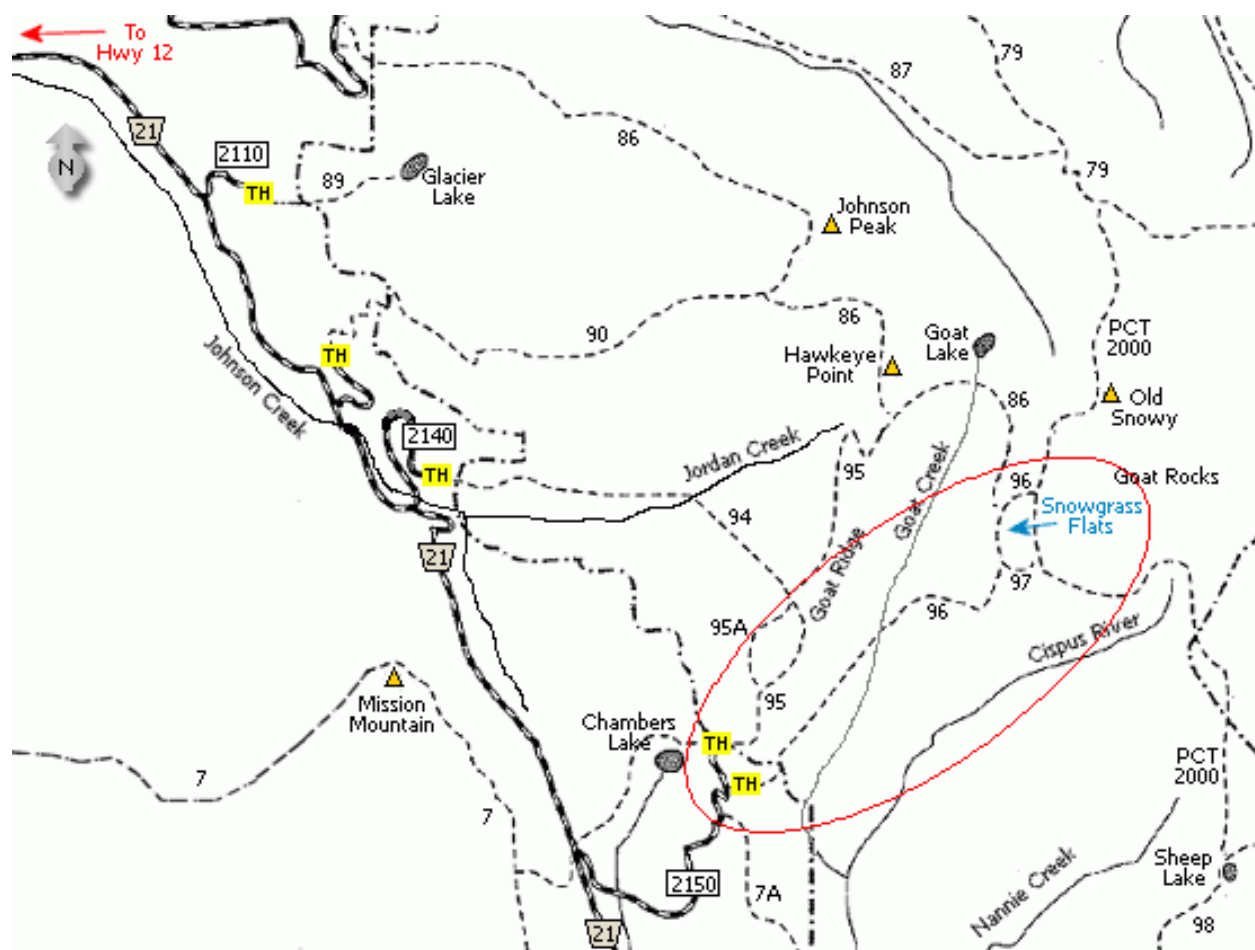 To
Hwy 12
79
87
79
21
N
2110
86
TH
89
Glacier
Lake
79
Johnson
Peak
90
86
Goat
Lake
PCT
2000
TH
Johnson Creek
Hawkeye
Point
86
Old
Snowy
2140
TH
Jordan Creek
95
Goat Creek
96
Goat Rocks
Snowgrass
Flats
94
21
Goat Ridge
96
97
95A
Cispus River
Mission
Mountain
95
Chambers
Lake
TH
TH
7
7
PCT
2000
2150
7A
Nannie Creek
Sheep
Lake
98
21